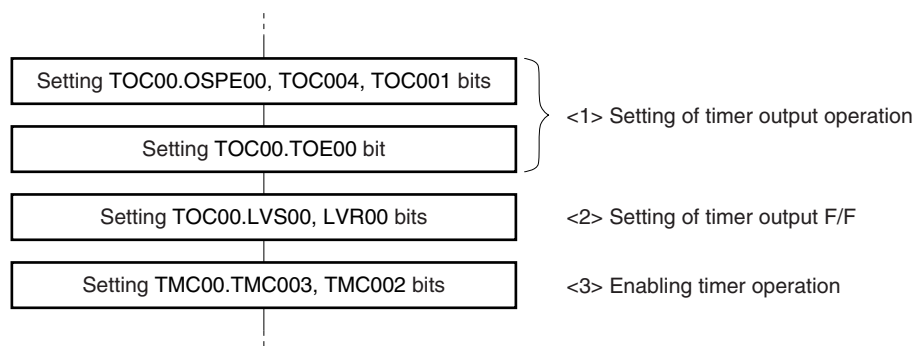 Setting TOC00.OSPE00, TOC004, TOC001 bits
<1> Setting of timer output operation
Setting TOC00.TOE00 bit
Setting TOC00.LVS00, LVR00 bits
<2> Setting of timer output F/F
Setting TMC00.TMC003, TMC002 bits
<3> Enabling timer operation